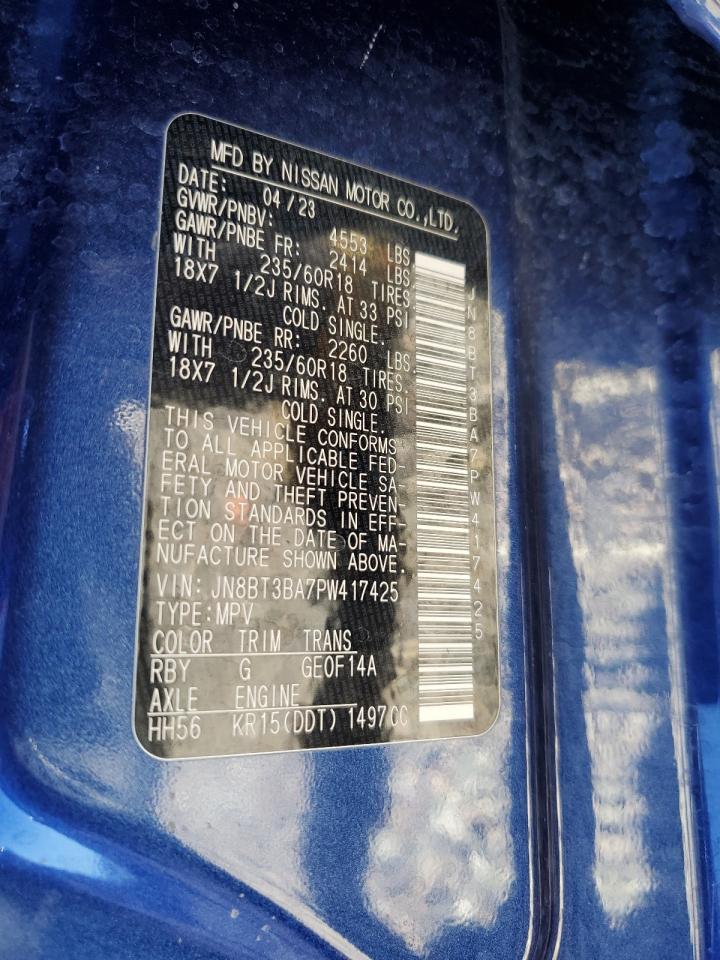 MFD BY NISSAN MOTOR CO.,LTD.
DATE: 04/23
GVWR/PNBV: 4553 LBS
GAWR/PNBE FR: 2414 LBS.
WITH 235/60R18 TIRES
18X7 1/2J RIMS. AT 33 PSI
COLD SINGLE.
GAWR/PNBE RR: 2260 LBS.
WITH 235/60R18 TIRES.
18X7 1/2J RIMS. AT 30 PSI
COLD SINGLE.
THIS VEHICLE CONFORMS
TO ALL APPLICABLE FED-
ERAL MOTOR VEHICLE SA-
FETY AND THEFT PREVEN-
TION STANDARDS IN EFF-
ECT ON THE DATE OF MA-
NUFACTURE SHOWN ABOVE.
VIN: JN8BT3BA7PW417425
TYPE:MPV
COLOR TRIM TRANS
RBY G GE0F14A
AXLE ENGINE
HH56 KR15(DDT) 1497CC
JN8BT3BA7PW417425